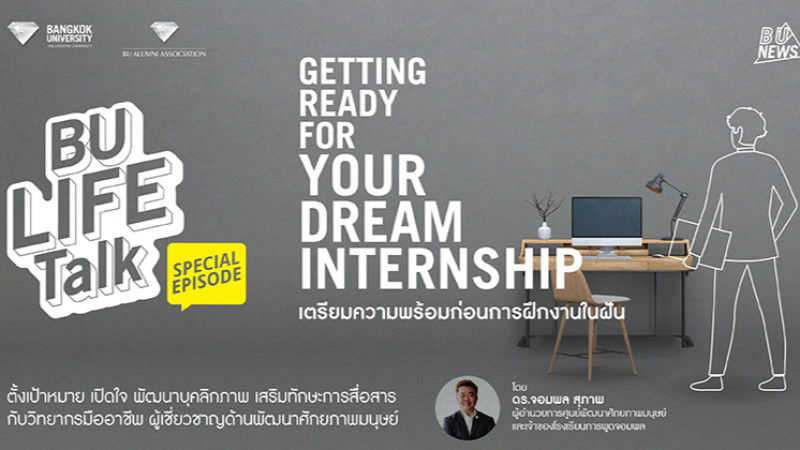 BANGKOK
UNIVERSITY
THE CREATIVE UNIVERSITY
BU ALUMNI ASSOCIATION
BU
NEWS
BU
LIFE
Talk
SPECIAL
EPISODE
GETTING
READY
FOR
YOUR
DREAM
INTERNSHIP
เตรียมความพร้อมก่อนการฝึกงานในฝัน
ตั้งเป้าหมาย เปิดใจ พัฒนาบุคลิกภาพ เสริมทักษะการสื่อสาร
กับวิทยากรมืออาชีพ ผู้เชี่ยวชาญด้านพัฒนาศักยภาพมนุษย์
โดย
ดร.จอมพล สุภาพ
ผู้อำนวยการศูนย์พัฒนาศักยภาพมนุษย์
และเจ้าของโรงเรียนการพูดจอมพล